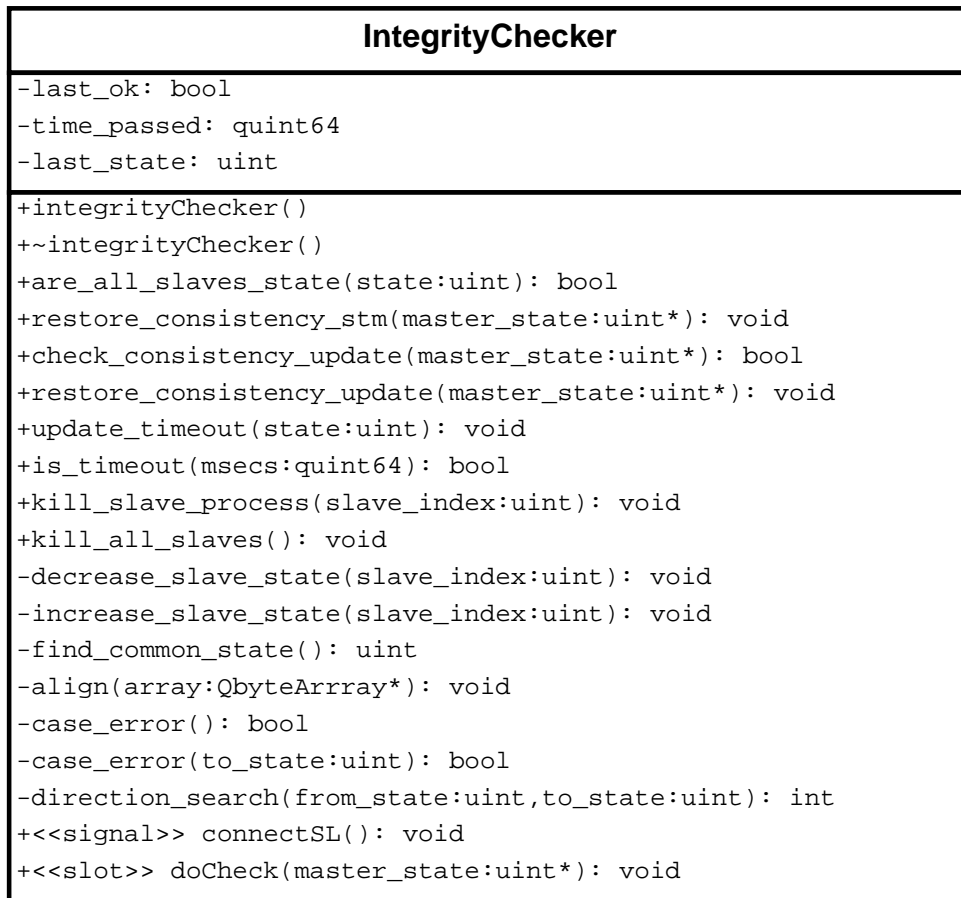 IntegrityChecker
-last_ok: bool
-time_passed: quint64
-last_state: uint
+integrityChecker()
+~integrityChecker()
+are_all_slaves_state(state:uint): bool
+restore_consistency_stm(master_state:uint*): void
+check_consistency_update(master_state:uint*): bool
+restore_consistency_update(master_state:uint*): void
+update_timeout(state:uint): void
+is_timeout(msecs:quint64): bool
+kill_slave_process(slave_index:uint): void
+kill_all_slaves(): void
-decrease_slave_state(slave_index:uint): void
-increase_slave_state(slave_index:uint): void
-find_common_state(): uint
-align(array:QbyteArrray*): void
-case_error(): bool
-case_error(to_state:uint): bool
-direction_search(from_state:uint,to_state:uint): int
+<<signal>> connectSL(): void
+<<slot>> doCheck(master_state:uint*): void